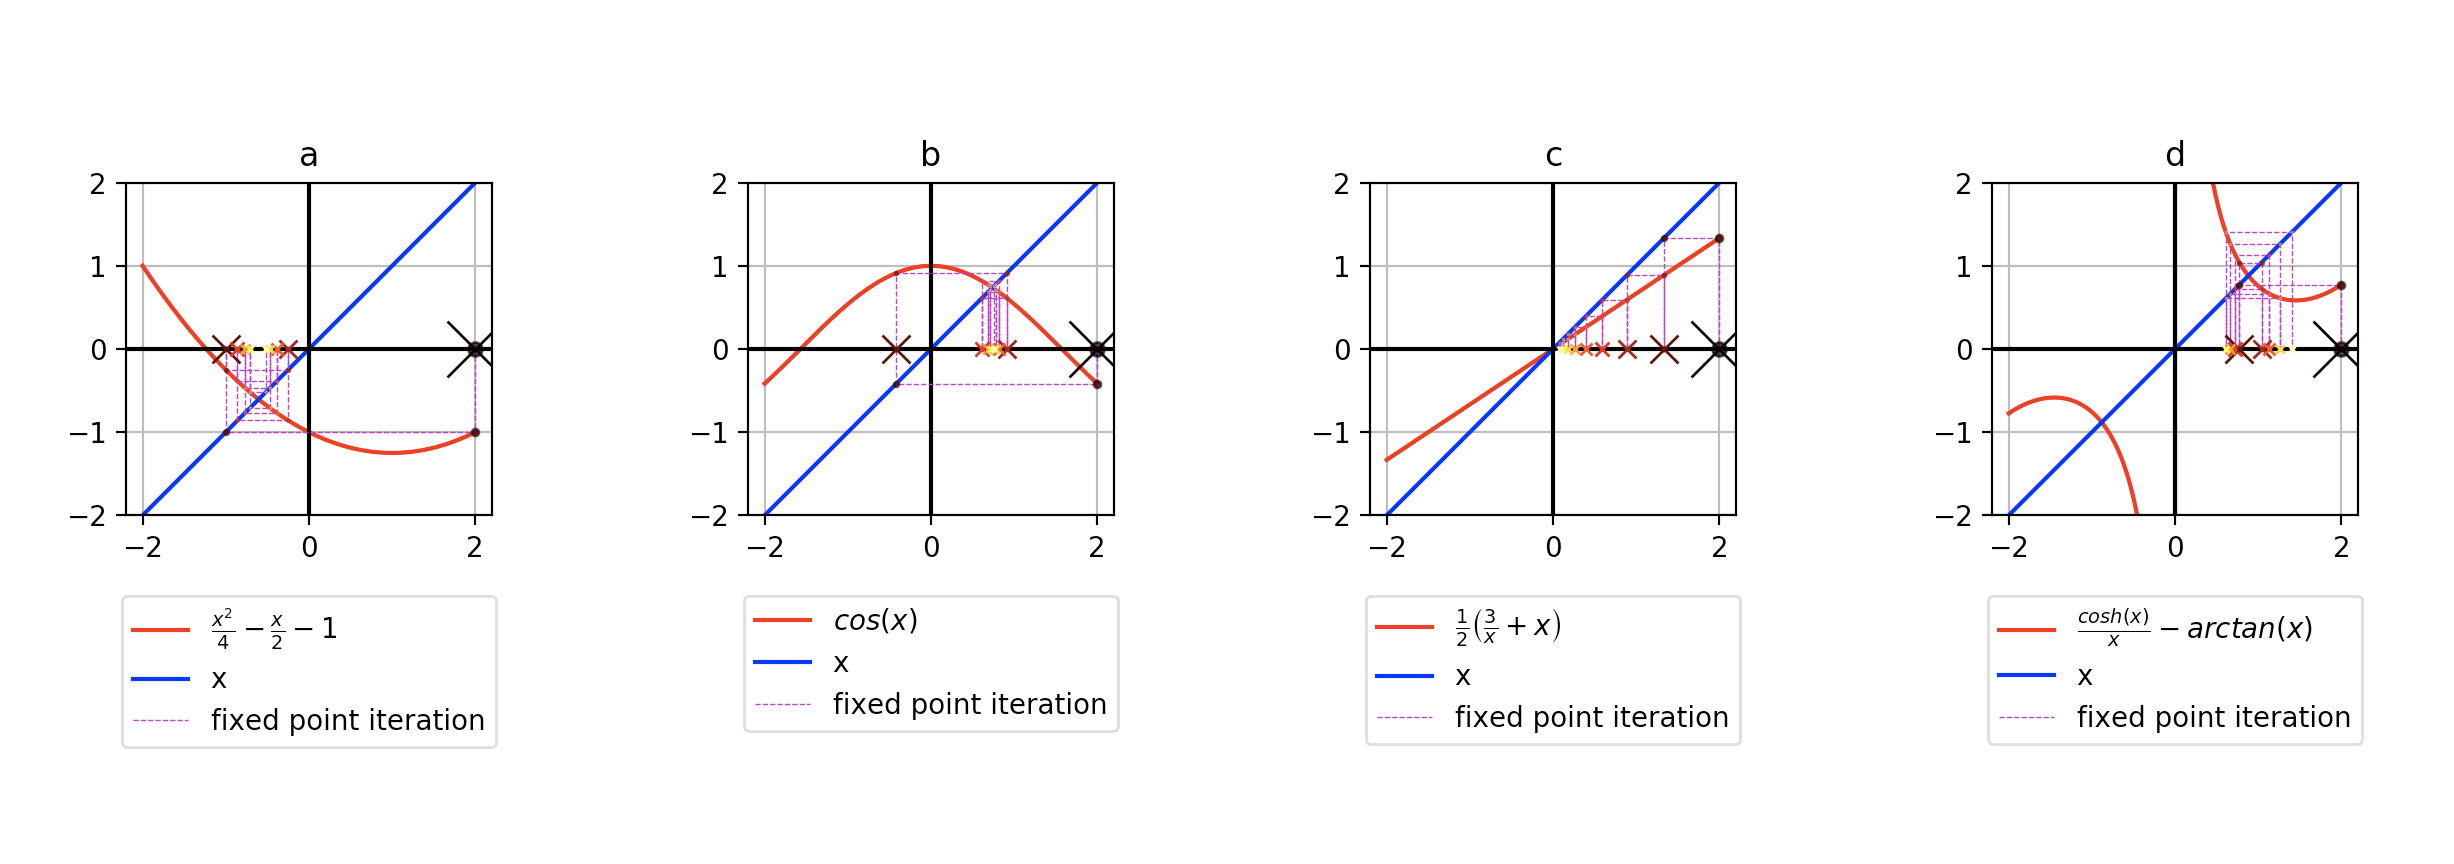 a
2
1
0
−1
−2
−2 0 2
x²/4 − x/2 − 1
x
fixed point iteration
b
2
1
0
−1
−2
−2 0 2
cos(x)
x
fixed point iteration
c
2
1
0
−1
−2
−2 0 2
1/2 (3/x + x)
x
fixed point iteration
d
2
1
0
−1
−2
−2 0 2
cosh(x)/x − arctan(x)
x
fixed point iteration